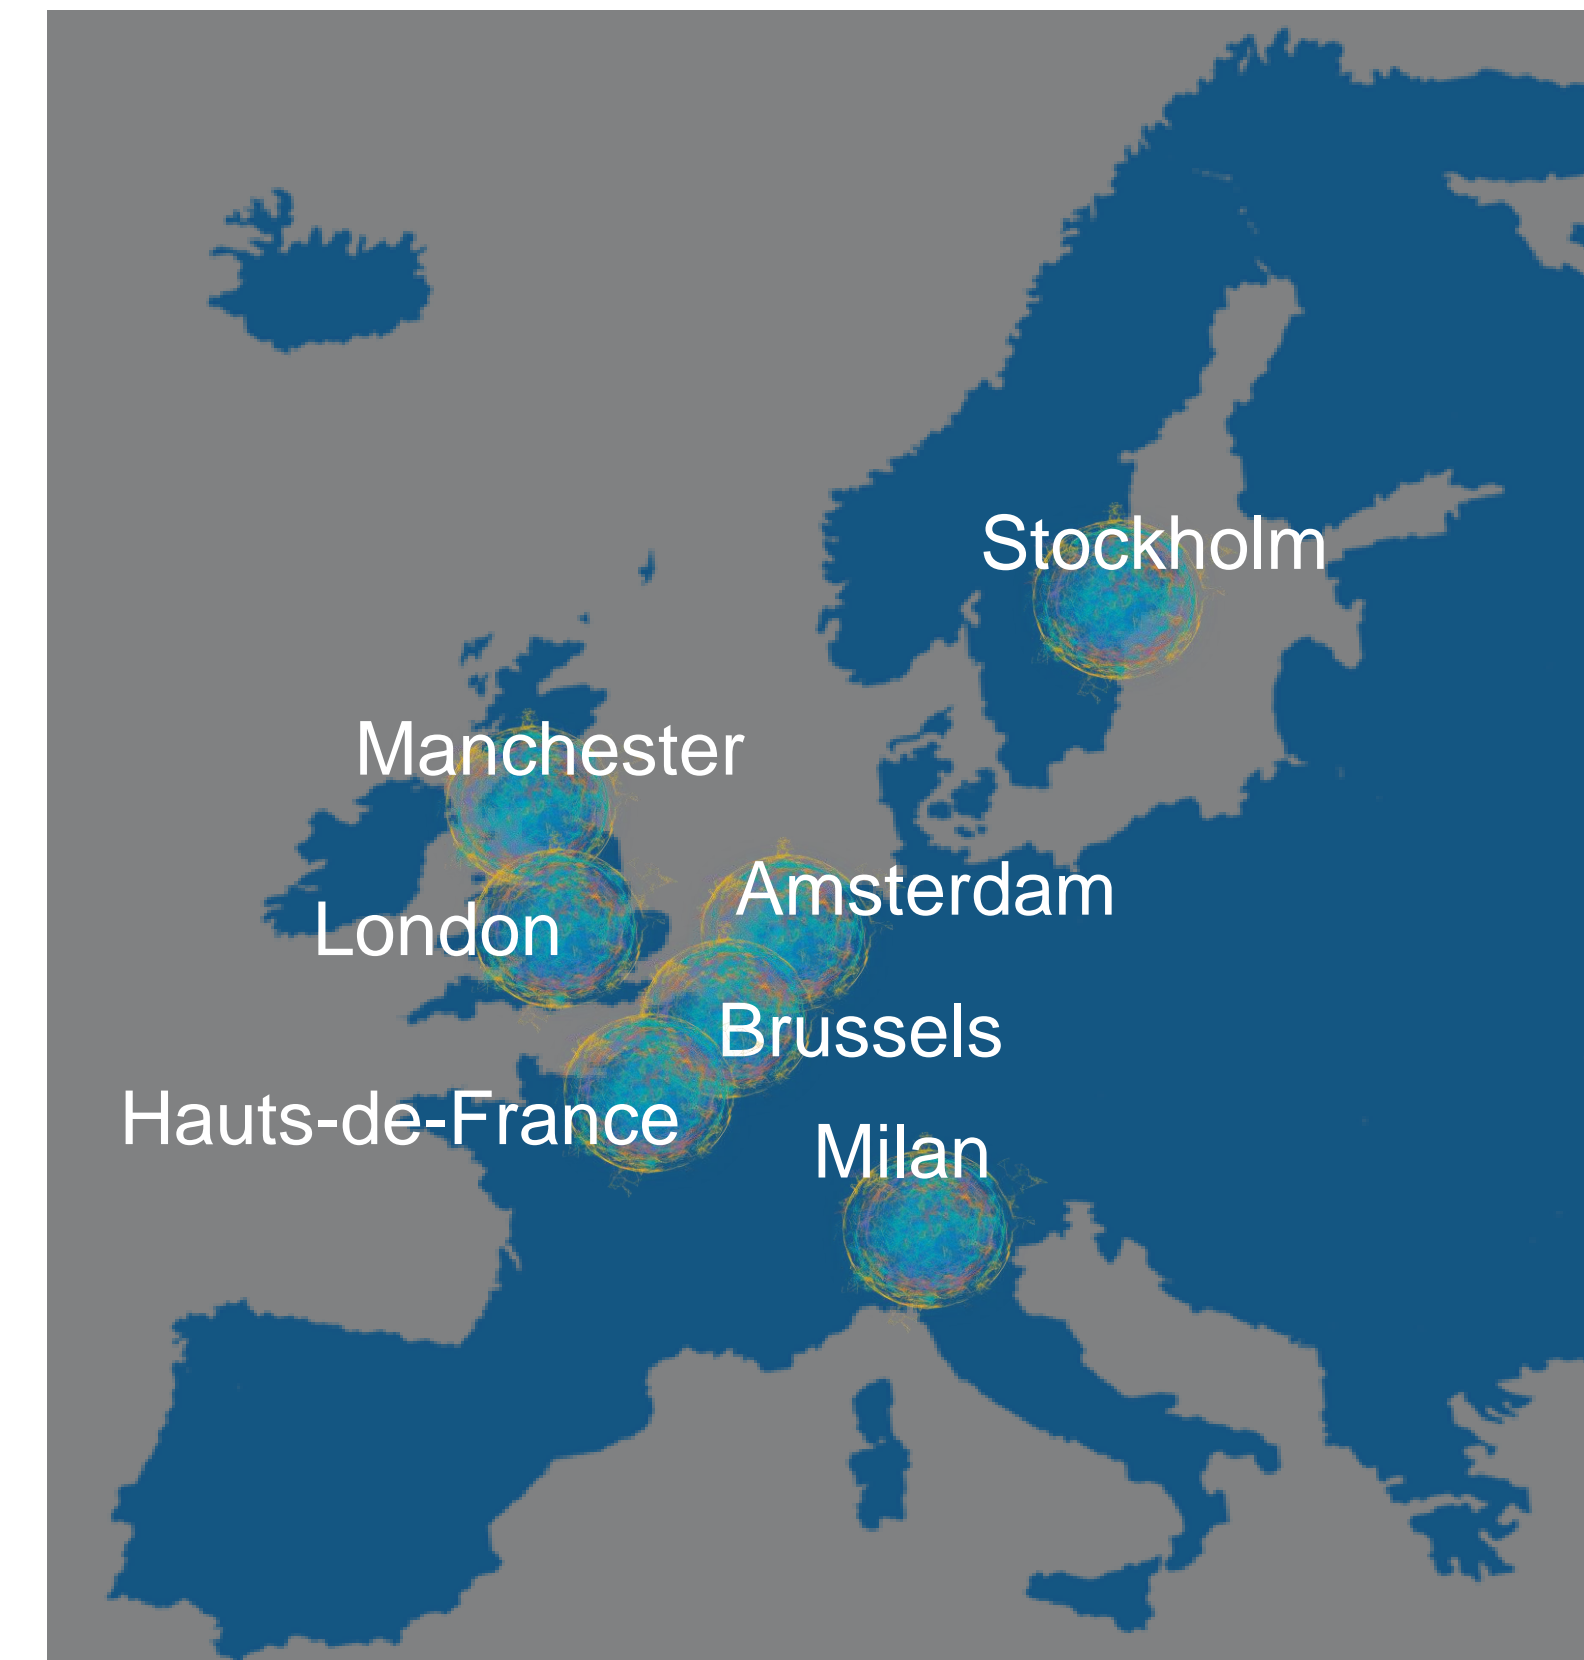 Stockholm
Manchester
Amsterdam
London
Brussels
Hauts-de-France
Milan